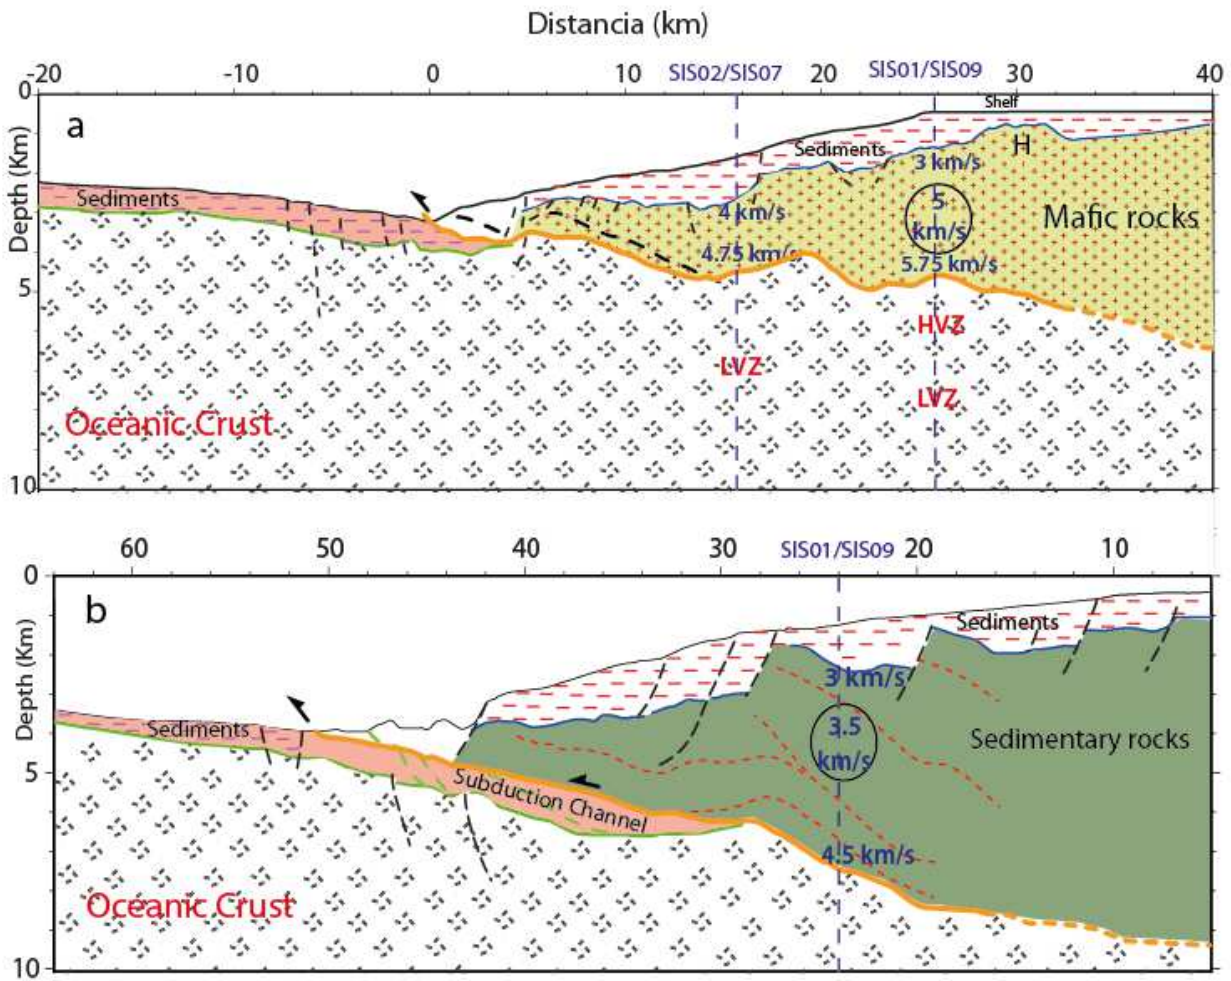 Distancia (km)
-20 -10 0 10 SIS02/SIS07 20 SIS01/SIS09 30 40
0
5
10
Depth (Km)
a
Shelf
Sediments
H
3 km/s
Sediments
5
km/s
Mafic rocks
4 km/s
4.75 km/s
5.75 km/s
HVZ
LVZ
LVZ
Oceanic Crust
60 50 40 30 SIS01/SIS09 20 10
0
5
10
Depth (Km)
b
Sediments
3 km/s
Sediments
3.5
km/s
Sedimentary rocks
Subduction Channel
4.5 km/s
Oceanic Crust